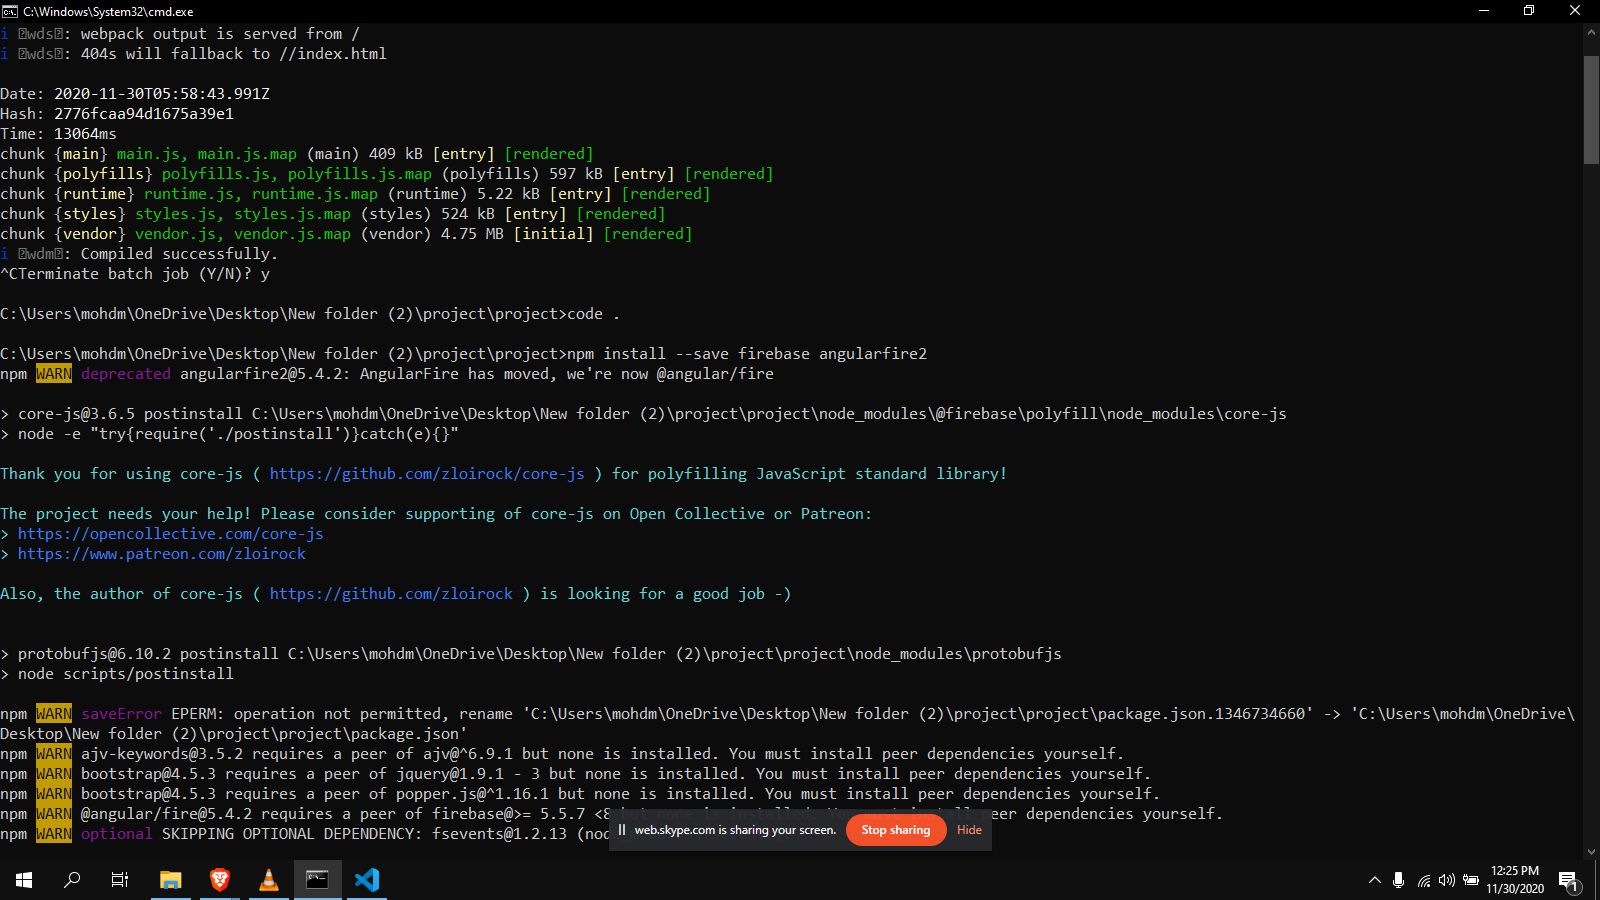 C:\Windows\System32\cmd.exe
i ?wds?: webpack output is served from /
i ?wds?: 404s will fallback to //index.html
Date: 2020-11-30T05:58:43.991Z
Hash: 2776fcaa94d1675a39e1
Time: 13064ms
chunk {main} main.js, main.js.map (main) 409 kB [entry] [rendered]
chunk {polyfills} polyfills.js, polyfills.js.map (polyfills) 597 kB [entry] [rendered]
chunk {runtime} runtime.js, runtime.js.map (runtime) 5.22 kB [entry] [rendered]
chunk {styles} styles.js, styles.js.map (styles) 524 kB [entry] [rendered]
chunk {vendor} vendor.js, vendor.js.map (vendor) 4.75 MB [initial] [rendered]
i ?wdm?: Compiled successfully.
^CTerminate batch job (Y/N)? y
C:\Users\mohdm\OneDrive\Desktop\New folder (2)\project\project>code .
C:\Users\mohdm\OneDrive\Desktop\New folder (2)\project\project>npm install --save firebase angularfire2
npm WARN deprecated angularfire2@5.4.2: AngularFire has moved, we're now @angular/fire
> core-js@3.6.5 postinstall C:\Users\mohdm\OneDrive\Desktop\New folder (2)\project\project\node_modules\@firebase\polyfill\node_modules\core-js
> node -e "try{require('./postinstall')}catch(e){}"
Thank you for using core-js ( https://github.com/zloirock/core-js ) for polyfilling JavaScript standard library!
The project needs your help! Please consider supporting of core-js on Open Collective or Patreon:
> https://opencollective.com/core-js
> https://www.patreon.com/zloirock
Also, the author of core-js ( https://github.com/zloirock ) is looking for a good job -)
> protobufjs@6.10.2 postinstall C:\Users\mohdm\OneDrive\Desktop\New folder (2)\project\project\node_modules\protobufjs
> node scripts/postinstall
npm WARN saveError EPERM: operation not permitted, rename 'C:\Users\mohdm\OneDrive\Desktop\New folder (2)\project\project\package.json.1346734660' -> 'C:\Users\mohdm\OneDrive\
Desktop\New folder (2)\project\project\package.json'
npm WARN ajv-keywords@3.5.2 requires a peer of ajv@^6.9.1 but none is installed. You must install peer dependencies yourself.
npm WARN bootstrap@4.5.3 requires a peer of jquery@1.9.1 - 3 but none is installed. You must install peer dependencies yourself.
npm WARN bootstrap@4.5.3 requires a peer of popper.js@^1.16.1 but none is installed. You must install peer dependencies yourself.
npm WARN @angular/fire@5.4.2 requires a peer of firebase@>= 5.5.7 <8 but none is installed. You must install peer dependencies yourself.
npm WARN optional SKIPPING OPTIONAL DEPENDENCY: fsevents@1.2.13 (nod
web.skype.com is sharing your screen. Stop sharing Hide
12:25 PM
11/30/2020
1